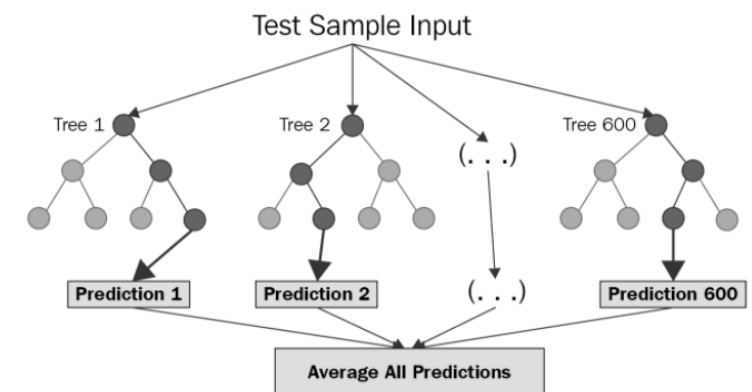 Test Sample Input
Tree 1
Tree 2
Tree 600
(. . .)
Prediction 1
Prediction 2
(. . .)
Prediction 600
Average All Predictions